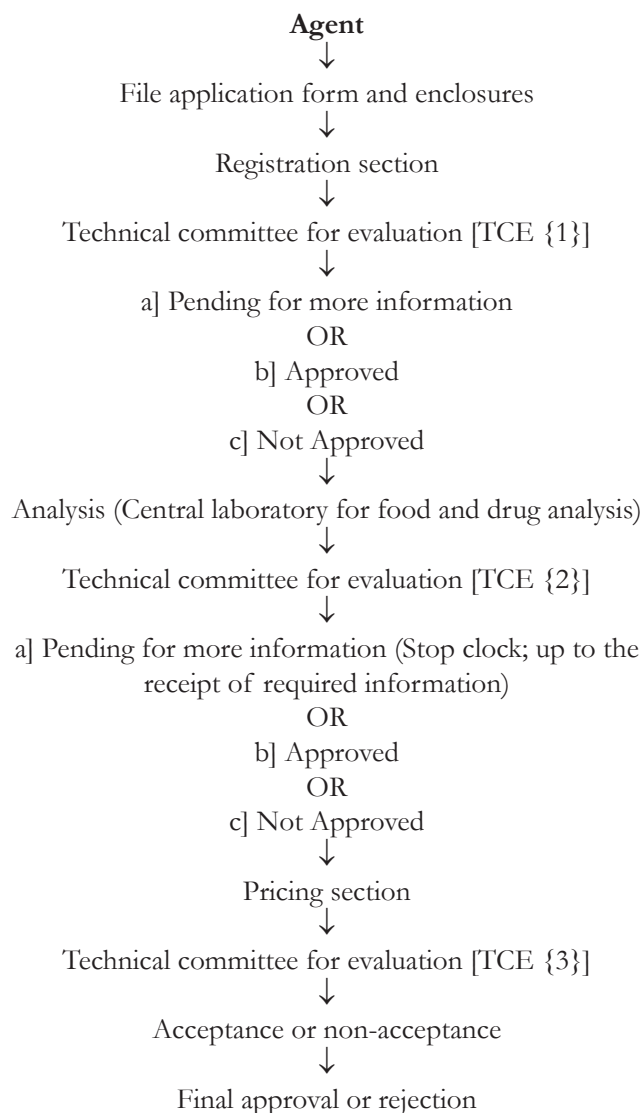 Agent
↓
File application form and enclosures
↓
Registration section
↓
Technical committee for evaluation [TCE {1}]
↓
a] Pending for more information
OR
b] Approved
OR
c] Not Approved
↓
Analysis (Central laboratory for food and drug analysis)
↓
Technical committee for evaluation [TCE {2}]
↓
a] Pending for more information (Stop clock; up to the
receipt of required information)
OR
b] Approved
OR
c] Not Approved
↓
Pricing section
↓
Technical committee for evaluation [TCE {3}]
↓
Acceptance or non-acceptance
↓
Final approval or rejection